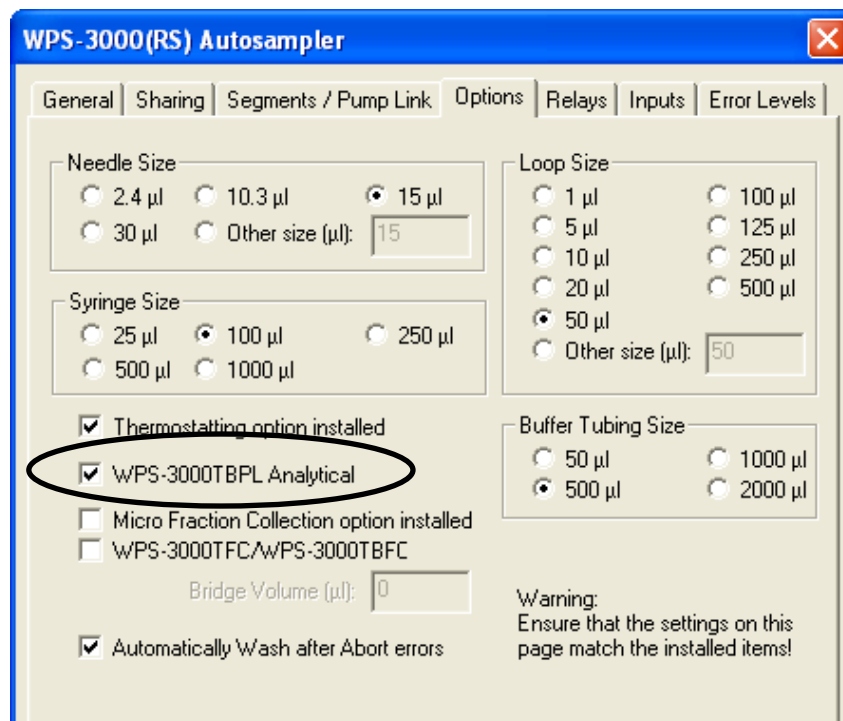 WPS-3000(RS) Autosampler
General Sharing Segments / Pump Link Options Relays Inputs Error Levels
Needle Size
2.4 µl 10.3 µl 15 µl
30 µl Other size (µl): 15
Syringe Size
25 µl 100 µl 250 µl
500 µl 1000 µl
Thermostatting option installed
WPS-3000TBPL Analytical
Micro Fraction Collection option installed
WPS-3000TFC/WPS-3000TBFC
Bridge Volume (µl): 0
Automatically Wash after Abort errors
Loop Size
1 µl 100 µl
5 µl 125 µl
10 µl 250 µl
20 µl 500 µl
50 µl
Other size (µl): 50
Buffer Tubing Size
50 µl 1000 µl
500 µl 2000 µl
Warning:
Ensure that the settings on this
page match the installed items!